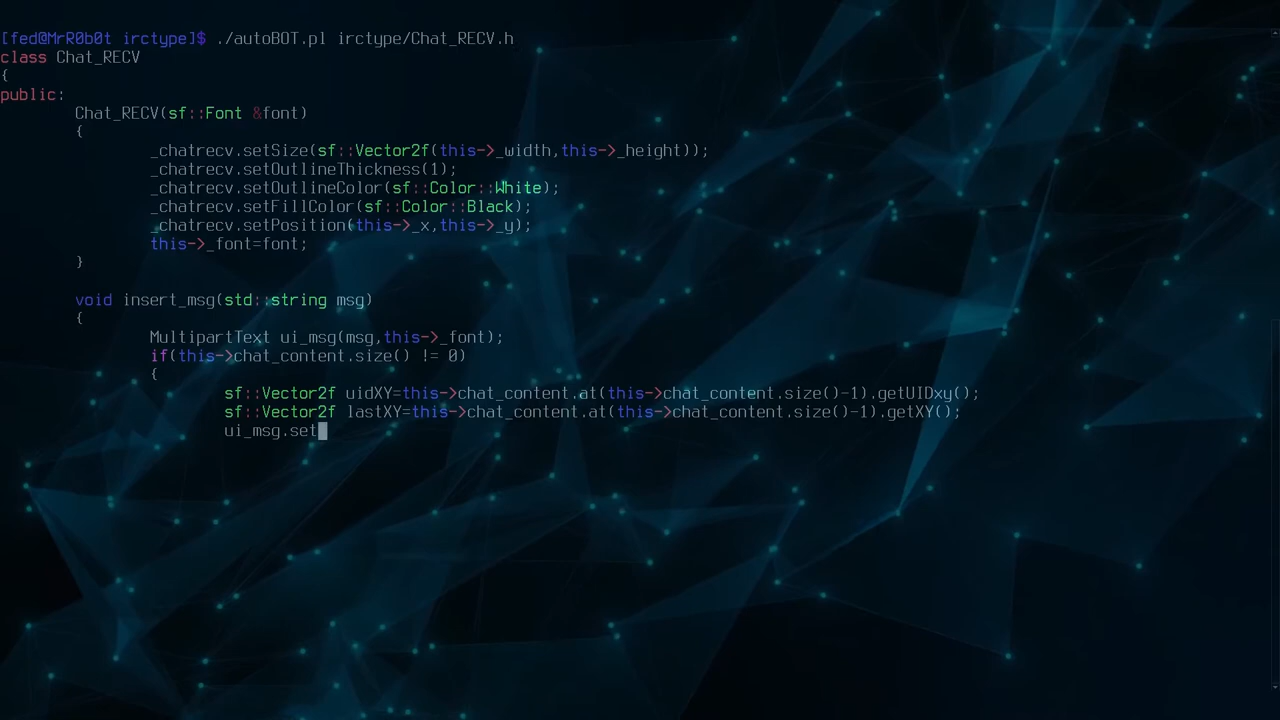 [fed@MrR0b0t irctype]$ ./autoBOT.pl irctype/Chat_RECV.h
class Chat_RECV
{
public:
Chat_RECV(sf::Font &font)
{
_chatrecv.setSize(sf::Vector2f(this->_width,this->_height));
_chatrecv.setOutlineThickness(1);
_chatrecv.setOutlineColor(sf::Color::White);
_chatrecv.setFillColor(sf::Color::Black);
_chatrecv.setPosition(this->_x,this->_y);
this->_font=font;
}
void insert_msg(std::string msg)
{
MultipartText ui_msg(msg,this->_font);
if(this->chat_content.size() != 0)
{
sf::Vector2f uidXY=this->chat_content.at(this->chat_content.size()-1).getUIDxy();
sf::Vector2f lastXY=this->chat_content.at(this->chat_content.size()-1).getXY();
ui_msg.set